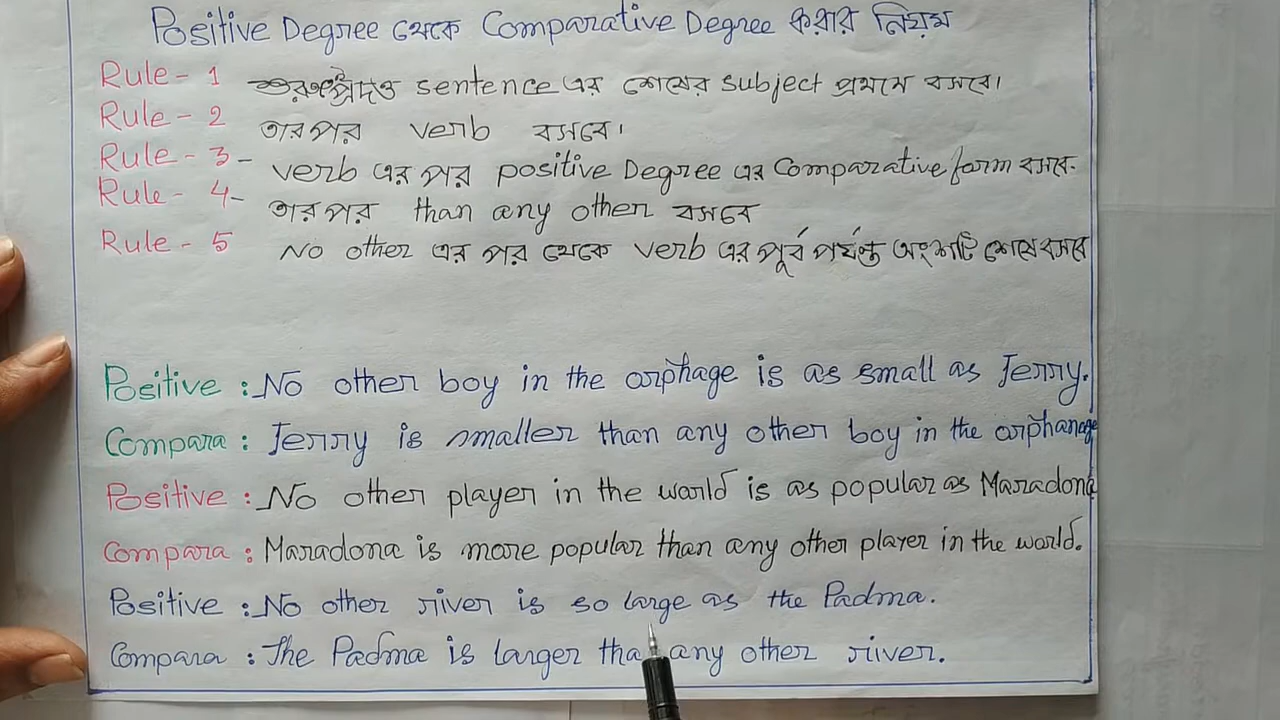 Positive Degree থেকে Comparative Degree করার নিয়ম
Rule - 1 প্রদত্ত sentence এর শেষের subject প্রথমে বসবে।
Rule - 2 তারপর verb বসবে।
Rule - 3 - verb এর পর positive Degree এর Comparative form বসবে.
Rule - 4 - তারপর than any other বসবে
Rule - 5 No other এর পর থেকে verb এর পূর্ব পর্যন্ত অংশটি শেষে বসবে
Positive : No other boy in the orphage is as small as Jerry.
Compara : Jerry is smaller than any other boy in the orphanage
Positive : No other player in the world is as popular as Maradona
Compara : Maradona is more popular than any other player in the world.
Positive : No other river is so large as the Padma.
Compara : The Padma is larger than any other river.